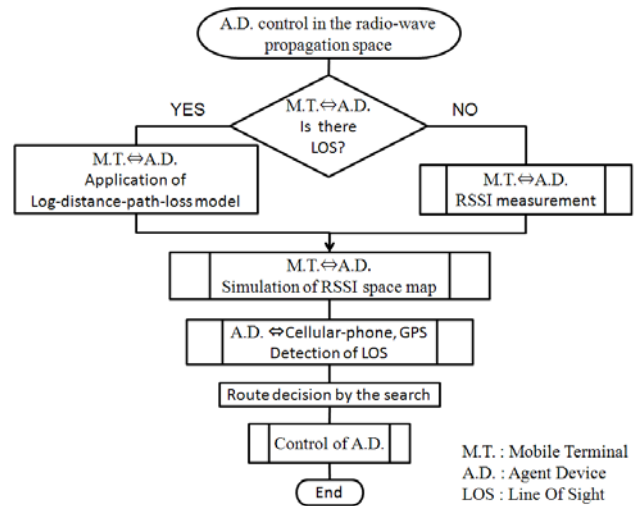 A.D. control in the radio-wave
propagation space
M.T.⇔A.D.
Is there
LOS?
YES
NO
M.T.⇔A.D.
Application of
Log-distance-path-loss model
M.T.⇔A.D.
RSSI measurement
M.T.⇔A.D.
Simulation of RSSI space map
A.D. ⇔Cellular-phone, GPS
Detection of LOS
Route decision by the search
Control of A.D.
End
M.T. : Mobile Terminal
A.D. : Agent Device
LOS : Line Of Sight